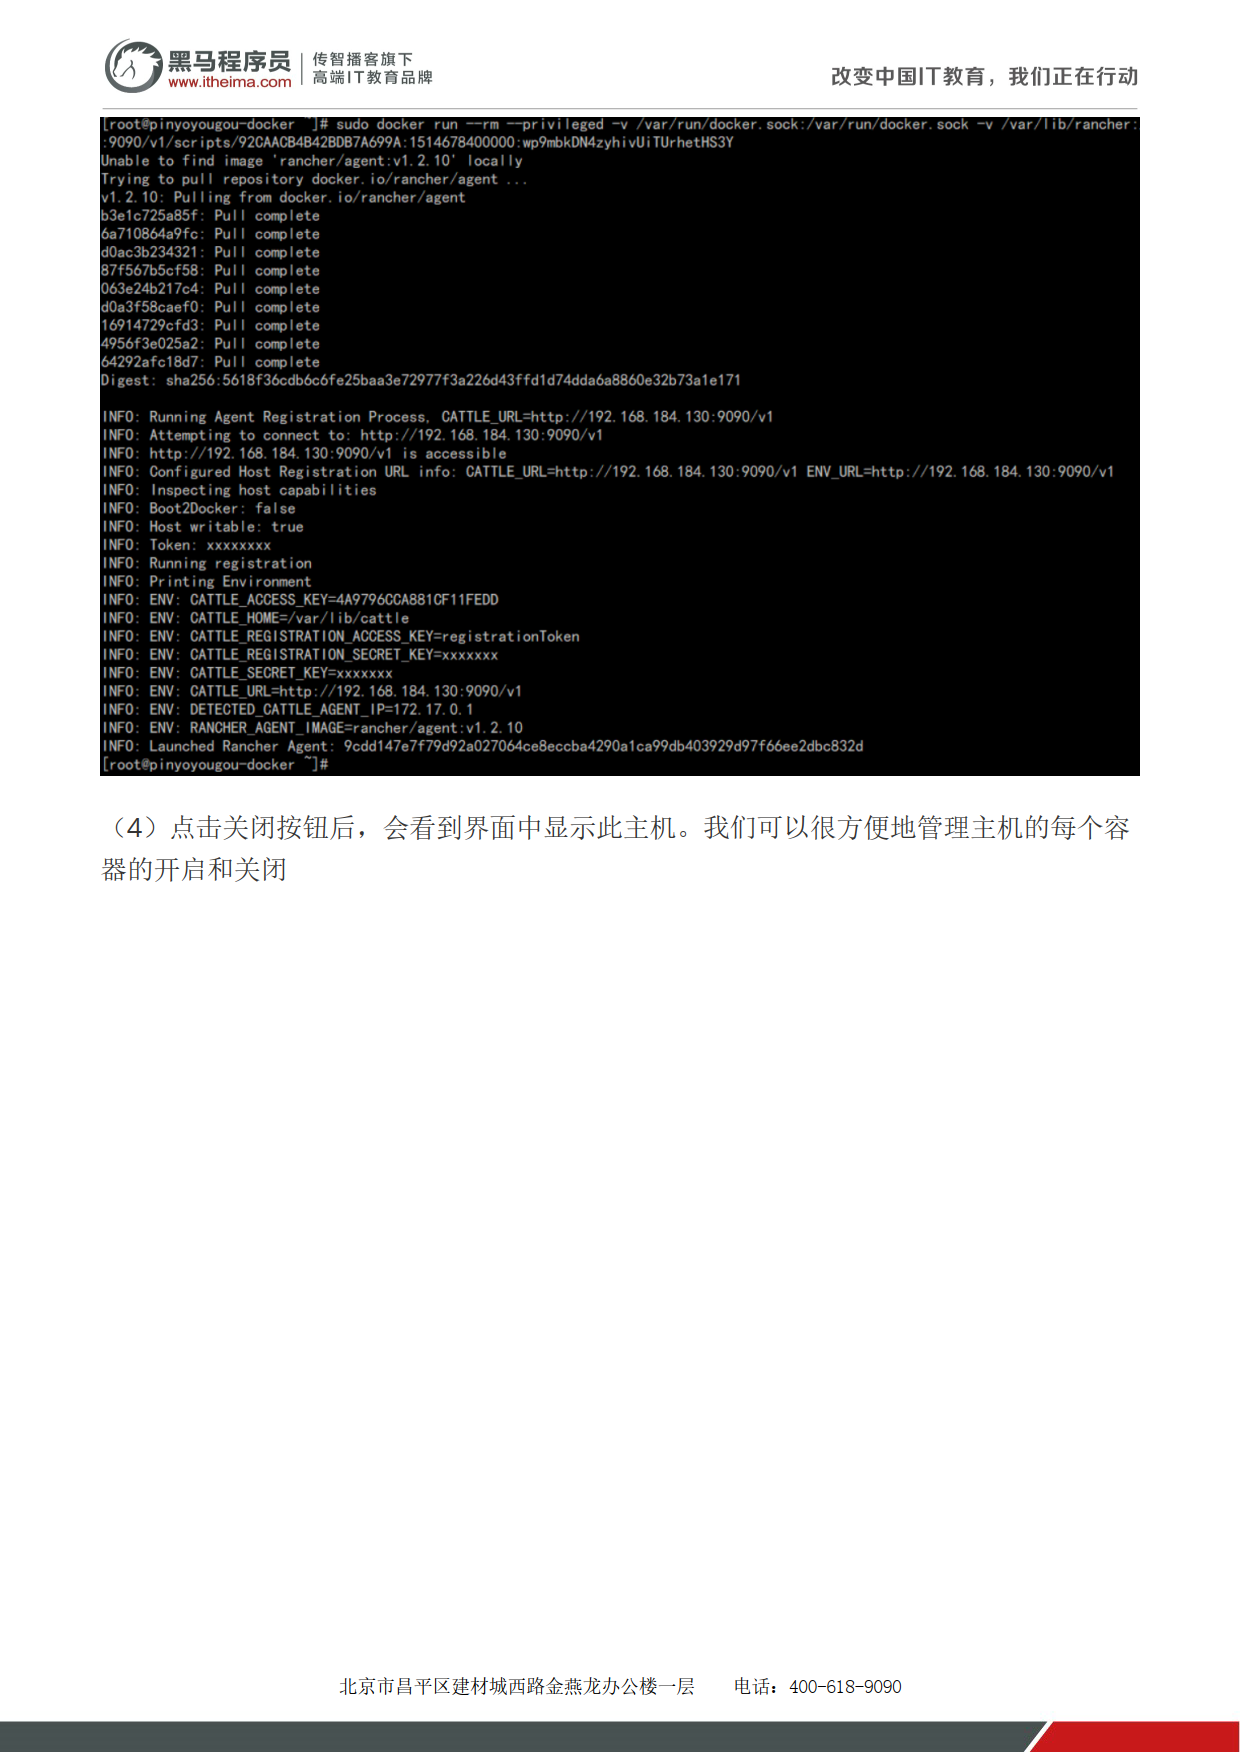 黑马程序员
www.itheima.com
传智播客旗下
高端IT教育品牌
改变中国IT教育，我们正在行动
[root@pinyoyougou-docker ~]# sudo docker run --rm --privileged -v /var/run/docker.sock:/var/run/docker.sock -v /var/lib/rancher:
:9090/v1/scripts/92CAACB4B42BDB7A699A:1514678400000:wp9mbkDN4zyhivUiTUrhetHS3Y
Unable to find image 'rancher/agent:v1.2.10' locally
Trying to pull repository docker.io/rancher/agent ...
v1.2.10: Pulling from docker.io/rancher/agent
b3e1c725a85f: Pull complete
6a710864a9fc: Pull complete
d0ac3b234321: Pull complete
87f567b5cf58: Pull complete
063e24b217c4: Pull complete
d0a3f58caef0: Pull complete
16914729cfd3: Pull complete
4956f3e025a2: Pull complete
64292afc18d7: Pull complete
Digest: sha256:5618f36cdb6c6fe25baa3e72977f3a226d43ffd1d74dda6a8860e32b73a1e171
INFO: Running Agent Registration Process, CATTLE_URL=http://192.168.184.130:9090/v1
INFO: Attempting to connect to: http://192.168.184.130:9090/v1
INFO: http://192.168.184.130:9090/v1 is accessible
INFO: Configured Host Registration URL info: CATTLE_URL=http://192.168.184.130:9090/v1 ENV_URL=http://192.168.184.130:9090/v1
INFO: Inspecting host capabilities
INFO: Boot2Docker: false
INFO: Host writable: true
INFO: Token: xxxxxxxx
INFO: Running registration
INFO: Printing Environment
INFO: ENV: CATTLE_ACCESS_KEY=4A9796CCA881CF11FEDD
INFO: ENV: CATTLE_HOME=/var/lib/cattle
INFO: ENV: CATTLE_REGISTRATION_ACCESS_KEY=registrationToken
INFO: ENV: CATTLE_REGISTRATION_SECRET_KEY=xxxxxxx
INFO: ENV: CATTLE_SECRET_KEY=xxxxxxx
INFO: ENV: CATTLE_URL=http://192.168.184.130:9090/v1
INFO: ENV: DETECTED_CATTLE_AGENT_IP=172.17.0.1
INFO: ENV: RANCHER_AGENT_IMAGE=rancher/agent:v1.2.10
INFO: Launched Rancher Agent: 9cdd147e7f79d92a027064ce8eccba4290a1ca99db403929d97f66ee2dbc832d
[root@pinyoyougou-docker ~]#
（4）点击关闭按钮后，会看到界面中显示此主机。我们可以很方便地管理主机的每个容
器的开启和关闭
北京市昌平区建材城西路金燕龙办公楼一层 电话：400-618-9090